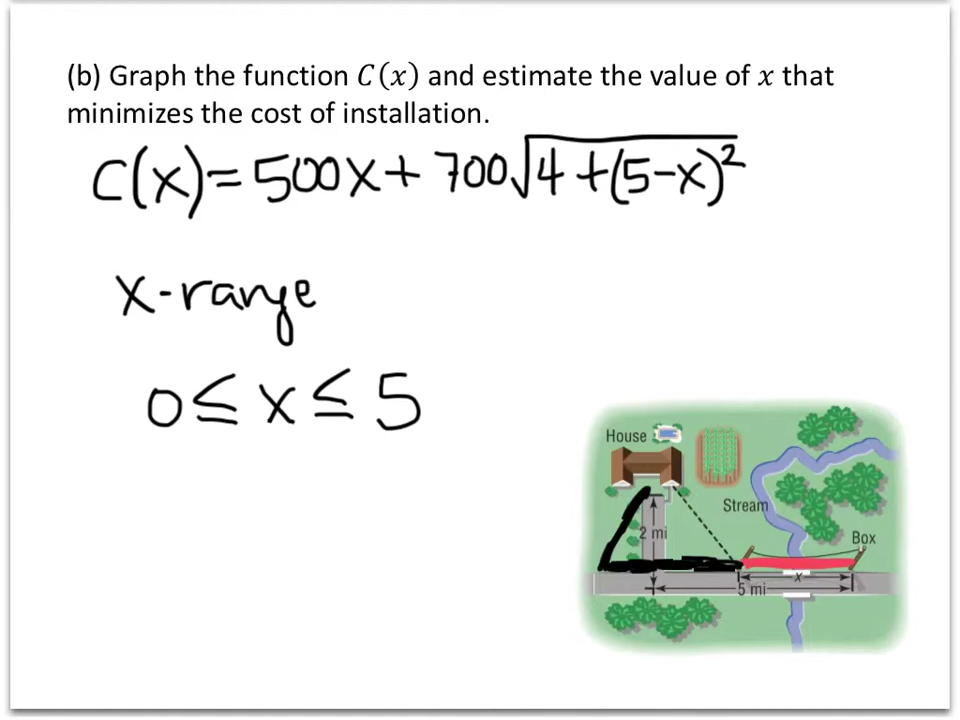 (b) Graph the function C(x) and estimate the value of x that
minimizes the cost of installation.
C(x)=500x+700√4+(5-x)²
x-range
0≤x≤5
House
Stream
2 mi
Box
x
5 mi